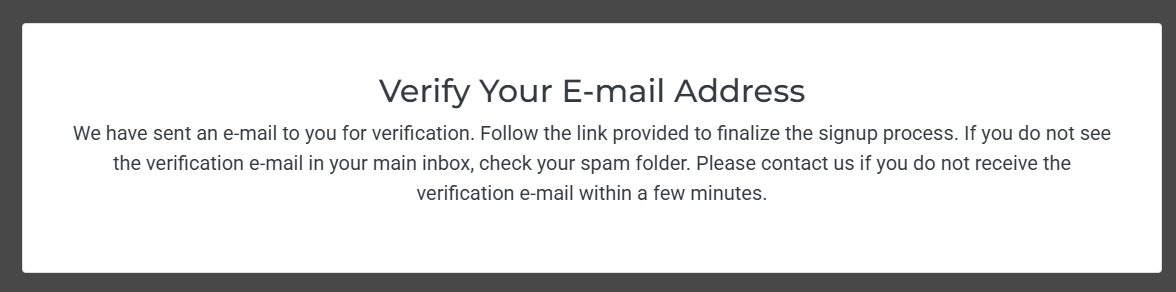 Verify Your E-mail Address
We have sent an e-mail to you for verification. Follow the link provided to finalize the signup process. If you do not see
the verification e-mail in your main inbox, check your spam folder. Please contact us if you do not receive the
verification e-mail within a few minutes.